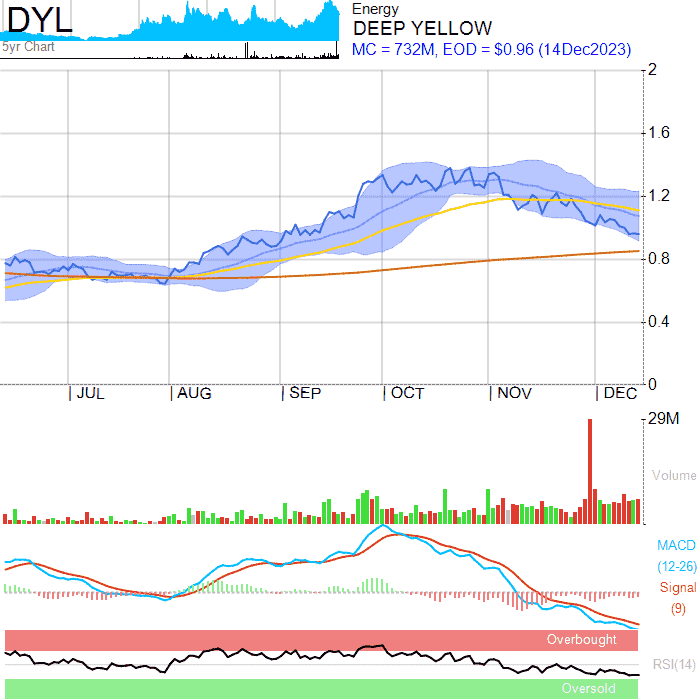 DYL
5yr Chart
Energy
DEEP YELLOW
MC = 732M, EOD = $0.96 (14Dec2023)
2
1.6
1.2
0.8
0.4
0
| JUL | AUG | SEP | OCT | NOV | DEC
29M
Volume
MACD
(12-26)
Signal
(9)
Overbought
RSI(14)
Oversold